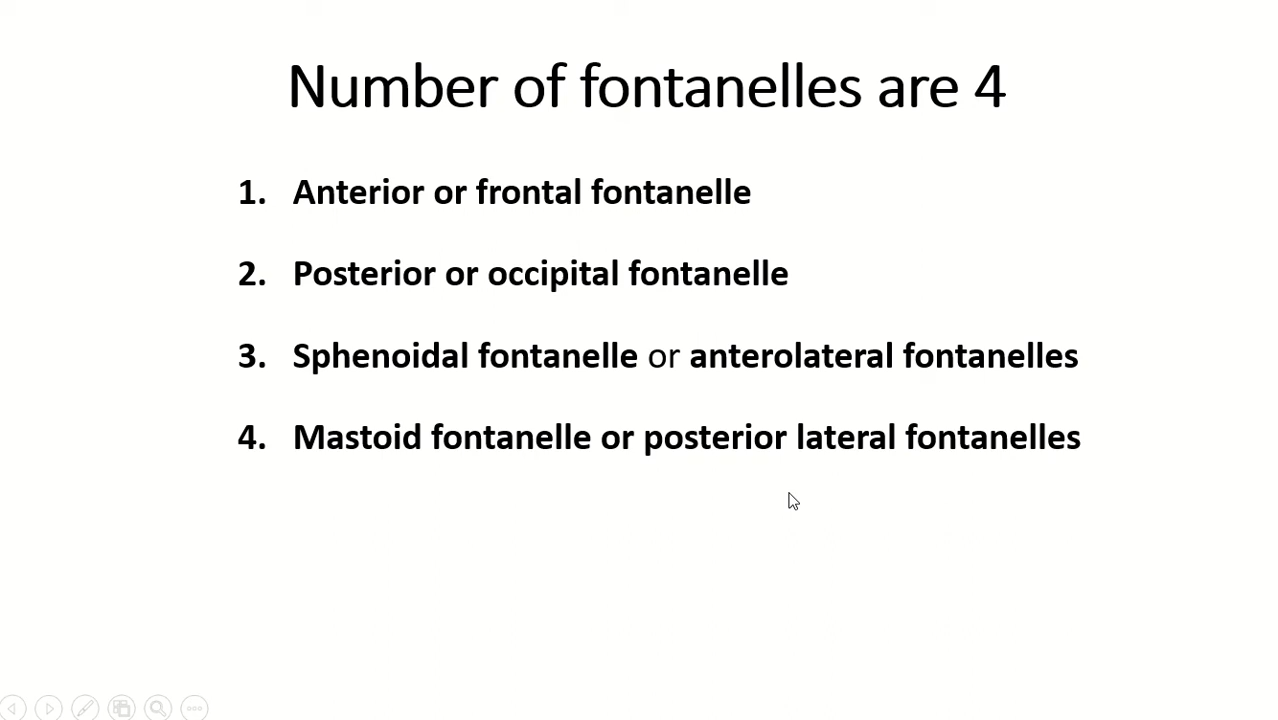 Number of fontanelles are 4
1. Anterior or frontal fontanelle
2. Posterior or occipital fontanelle
3. Sphenoidal fontanelle or anterolateral fontanelles
4. Mastoid fontanelle or posterior lateral fontanelles